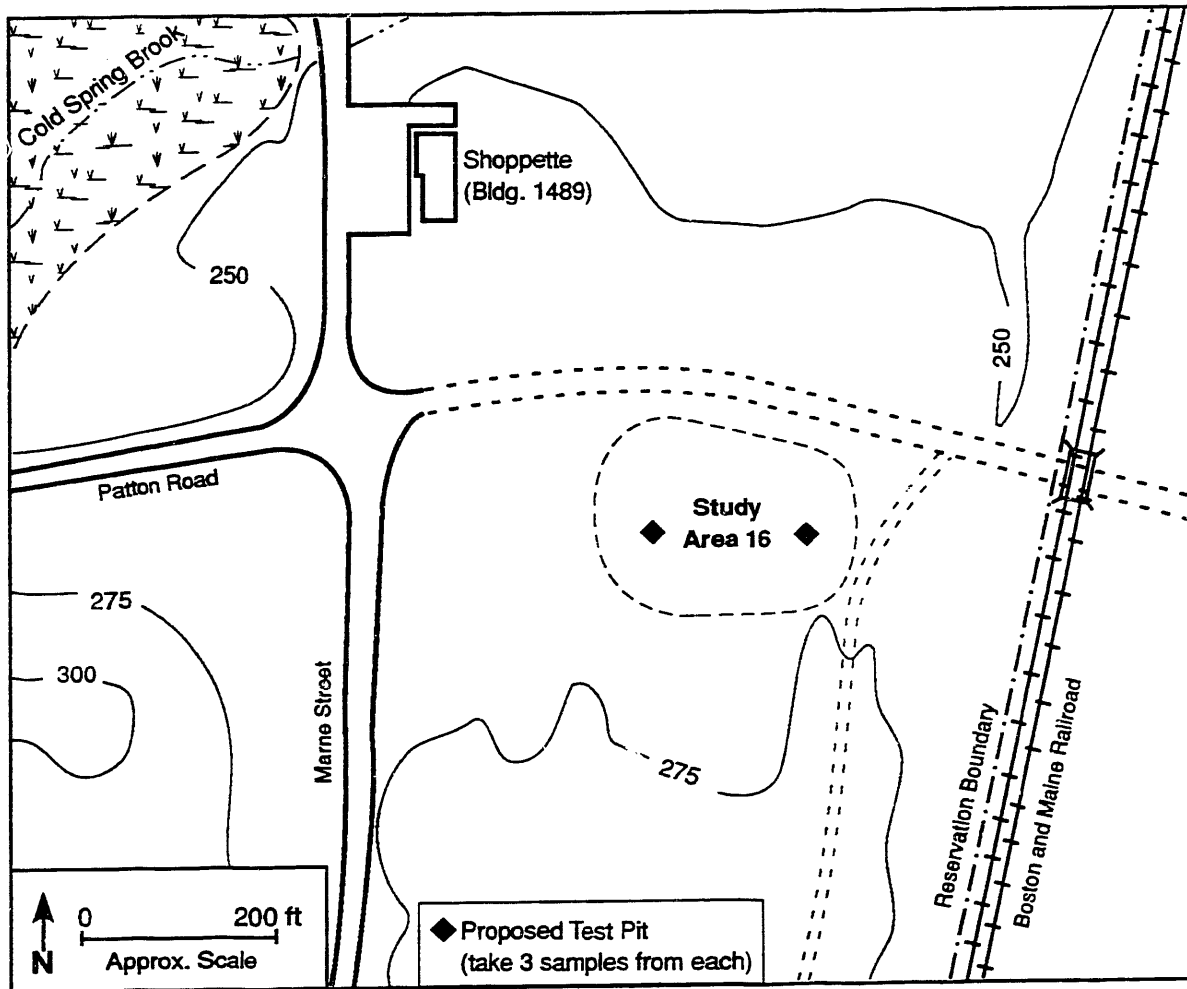 Cold Spring Brook
Shoppette
(Bldg. 1489)
250
250
Patton Road
Study
Area 16
275
300
Marne Street
275
Reservation Boundary
Boston and Maine Railroad
0 200 ft
N
Approx. Scale
Proposed Test Pit
(take 3 samples from each)